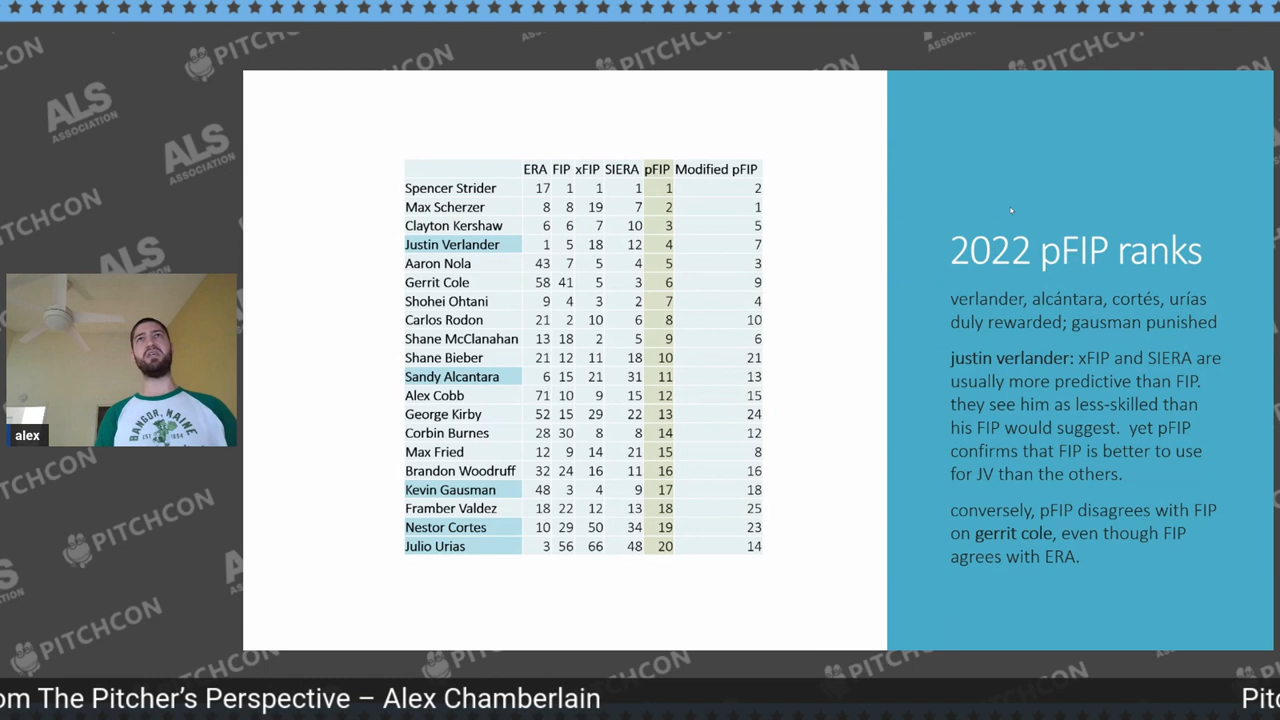 PITCHCON
ALS
ASSOCIATION
ERA FIP xFIP SIERA pFIP Modified pFIP
Spencer Strider 17 1 1 1 1 2
Max Scherzer 8 8 19 7 2 1
Clayton Kershaw 6 6 7 10 3 5
Justin Verlander 1 5 18 12 4 7
Aaron Nola 43 7 5 4 5 3
Gerrit Cole 58 41 5 3 6 9
Shohei Ohtani 9 4 3 2 7 4
Carlos Rodon 21 2 10 6 8 10
Shane McClanahan 13 18 2 5 9 6
Shane Bieber 21 12 11 18 10 21
Sandy Alcantara 6 15 21 31 11 13
Alex Cobb 71 10 9 15 12 15
George Kirby 52 15 29 22 13 24
Corbin Burnes 28 30 8 8 14 12
Max Fried 12 9 14 21 15 8
Brandon Woodruff 32 24 16 11 16 16
Kevin Gausman 48 3 4 9 17 18
Framber Valdez 18 22 12 13 18 25
Nestor Cortes 10 29 50 34 19 23
Julio Urias 3 56 66 48 20 14
2022 pFIP ranks
verlander, alcántara, cortés, urías
duly rewarded; gausman punished
justin verlander: xFIP and SIERA are
usually more predictive than FIP.
they see him as less-skilled than
his FIP would suggest. yet pFIP
confirms that FIP is better to use
for JV than the others.
conversely, pFIP disagrees with FIP
on gerrit cole, even though FIP
agrees with ERA.
BANGOR, MAINE
alex
om The Pitcher's Perspective – Alex Chamberlain
Pitc